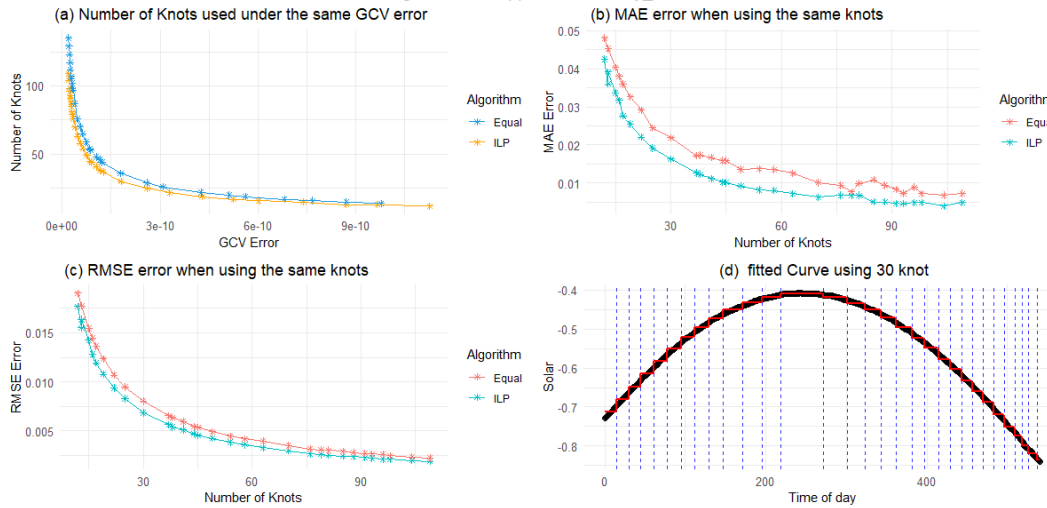 (a) Number of Knots used under the same GCV error
Number of Knots
100
50
0e+00
3e-10
6e-10
9e-10
GCV Error
Algorithm
Equal
ILP
(b) MAE error when using the same knots
MAE Error
0.05
0.04
0.03
0.02
0.01
30
60
90
Number of Knots
Algorithm
Equa
ILP
(c) RMSE error when using the same knots
RMSE Error
0.015
0.010
0.005
30
60
90
Number of Knots
Algorithm
Equal
ILP
(d) fitted Curve using 30 knot
Solar
-0.4
-0.5
-0.6
-0.7
-0.8
0
200
400
Time of day